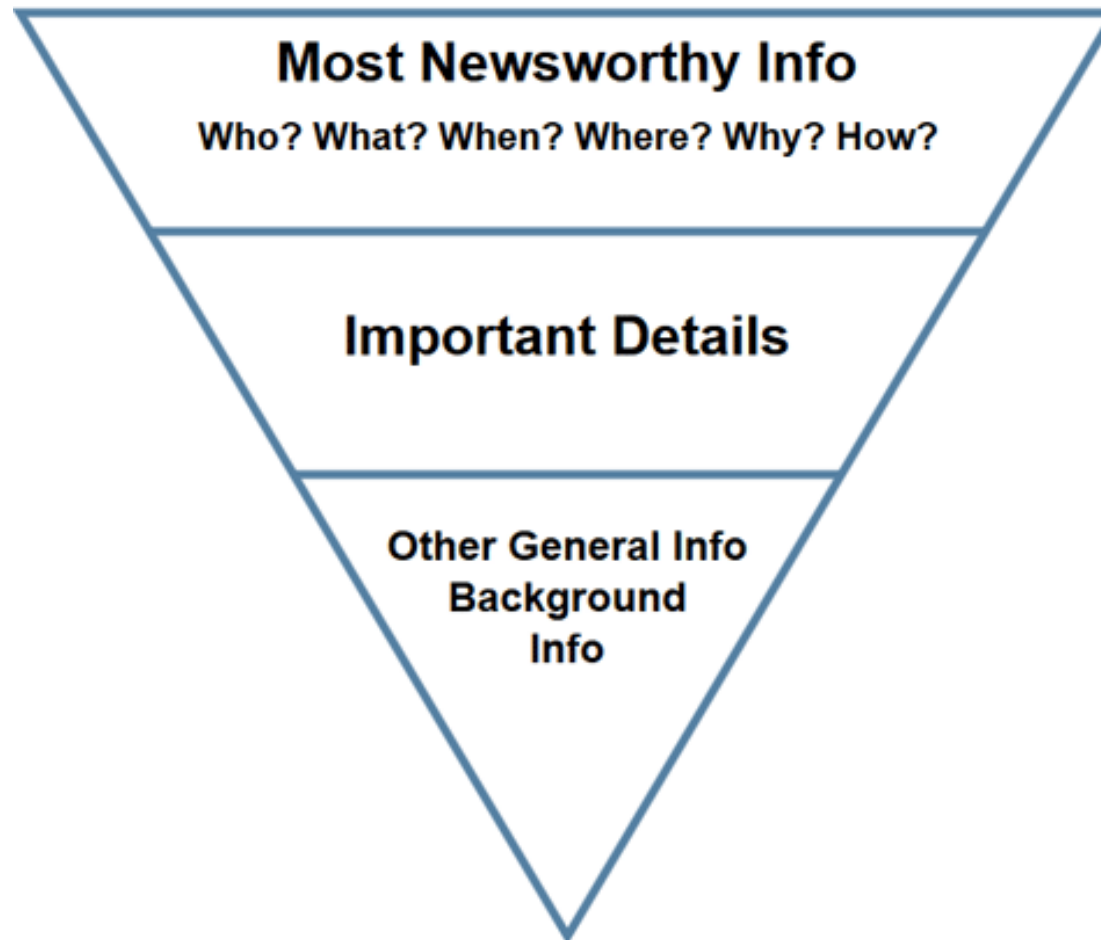 Most Newsworthy Info
Who? What? When? Where? Why? How?
Important Details
Other General Info
Background
Info